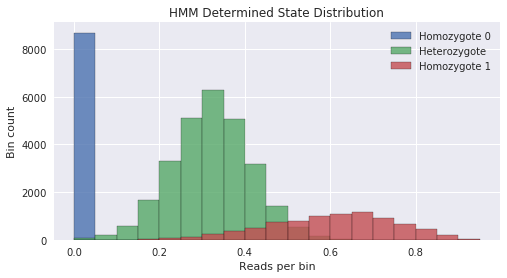 HMM Determined State Distribution
Homozygote 0
Heterozygote
Homozygote 1
8000
6000
4000
2000
0
Bin count
0.0 0.2 0.4 0.6 0.8
Reads per bin